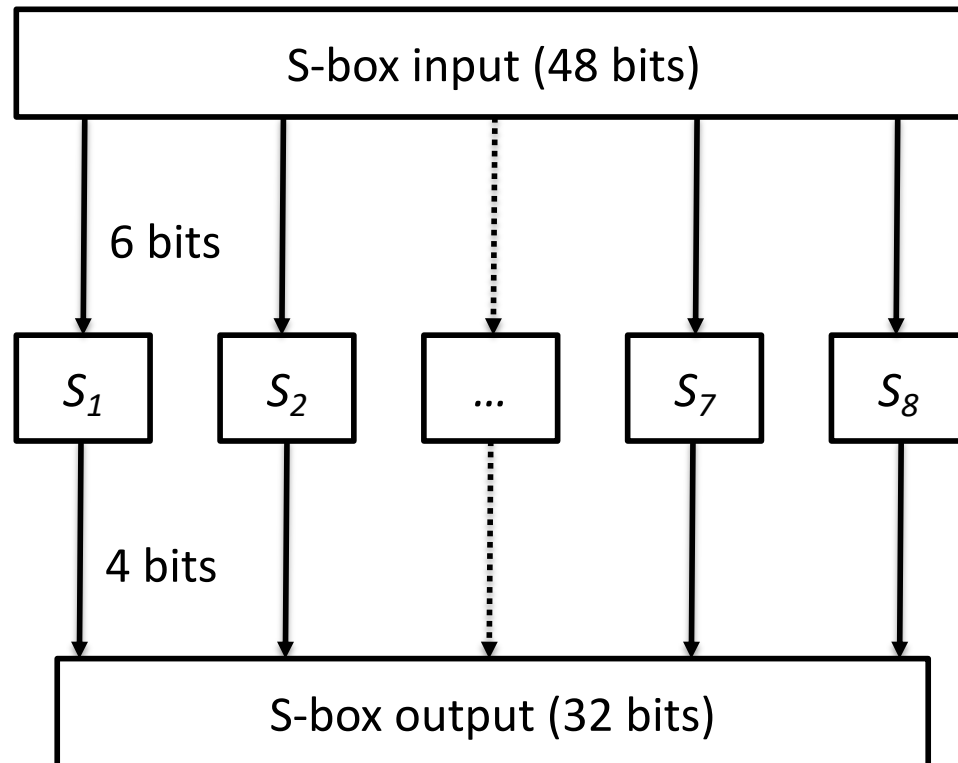 S-box input (48 bits)
6 bits
S1 S2 ... S7 S8
4 bits
S-box output (32 bits)